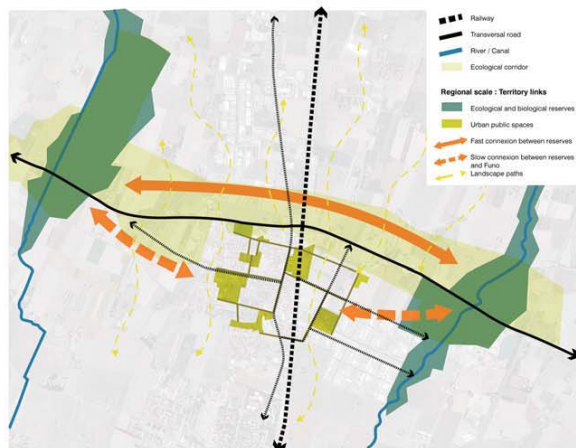 Railway
Transversal road
River / Canal
Ecological corridor
Regional scale : Territory links
Ecological and biological reserves
Urban public spaces
Fast connexion between reserves
Slow connexion between reserves
and Funo
Landscape paths